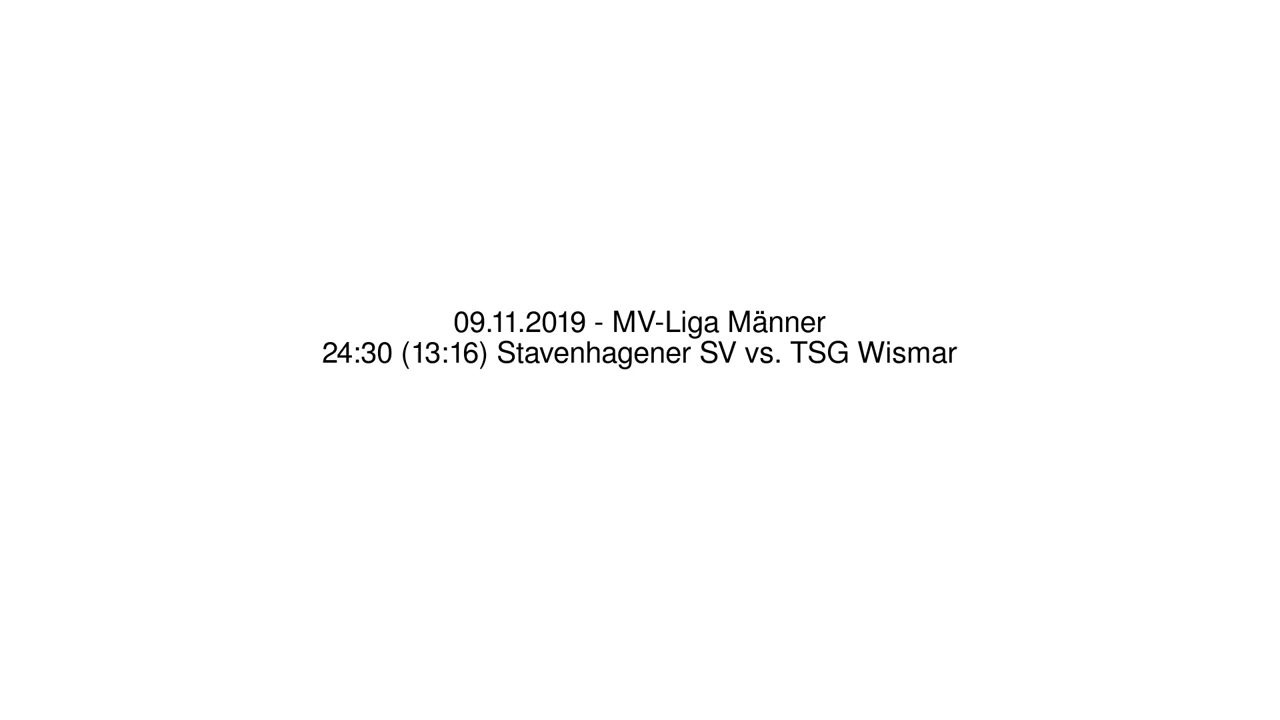 09.11.2019 - MV-Liga Männer
24:30 (13:16) Stavenhagener SV vs. TSG Wismar